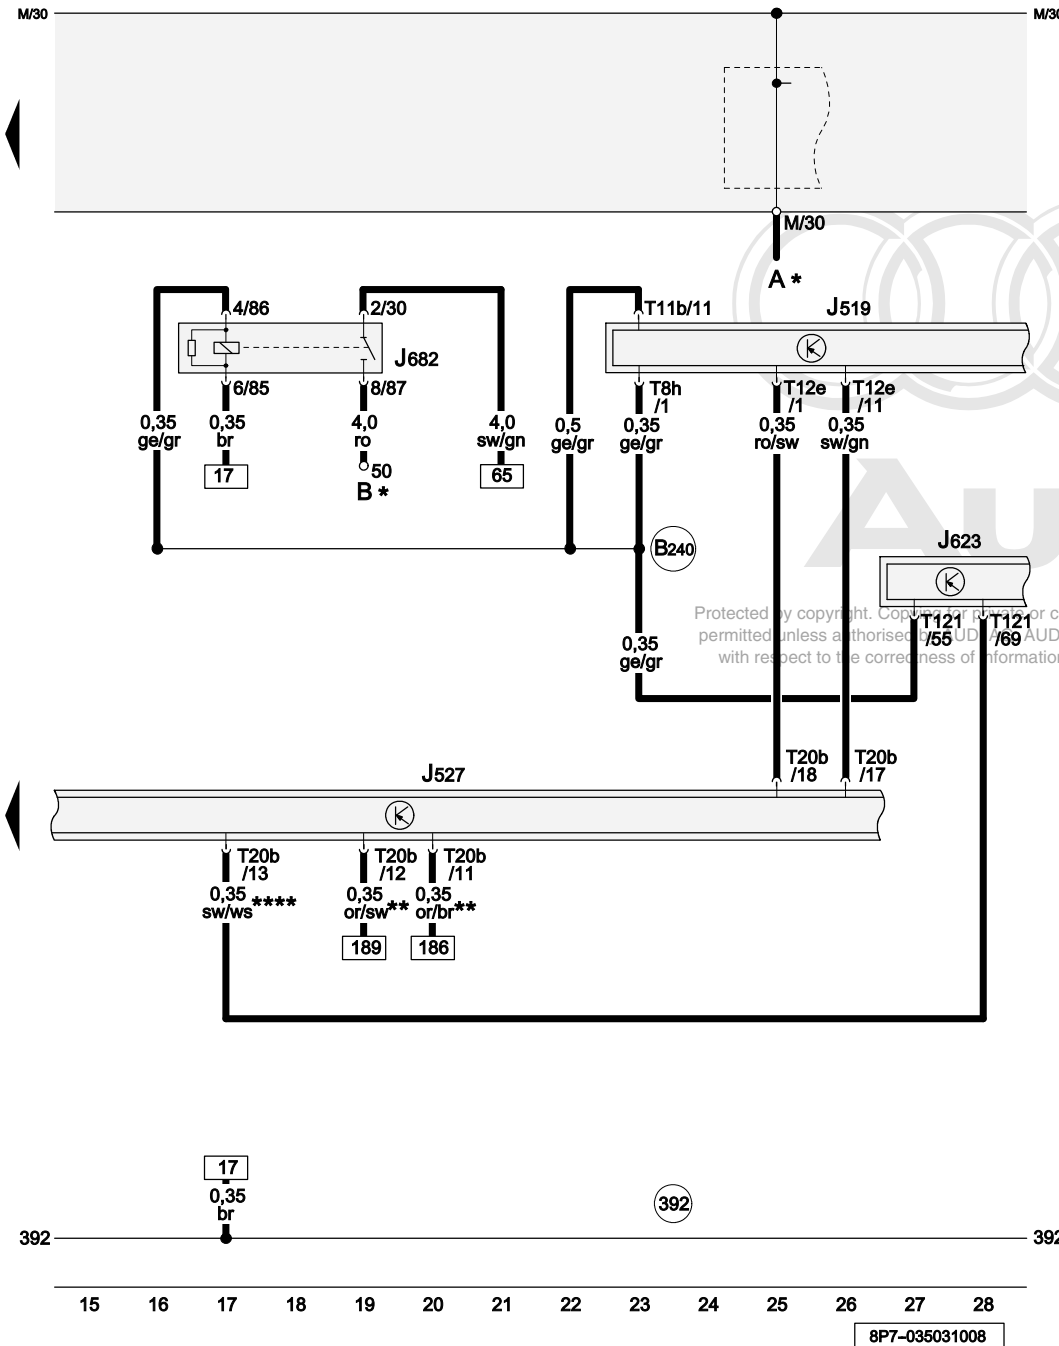 M/30
M/30
M/30
A *
4/86
2/30
T11b/11
J519
J682
6/85
8/87
T8h
/1
T12e
/1
T12e
/11
0,35
ge/gr
0,35
br
4,0
ro
4,0
sw/gn
0,5
ge/gr
0,35
ge/gr
0,35
ro/sw
0,35
sw/gn
17
50
B *
65
B240
J623
Protected by copyright. Copying for private or c
permitted unless authorised by AUDI AG. AUD
with respect to the correctness of information
T121
/55
T121
/69
0,35
ge/gr
J527
T20b
/18
T20b
/17
T20b
/13
T20b
/12
T20b
/11
0,35
sw/ws ****
0,35
or/sw**
0,35
or/br**
189
186
17
0,35
br
392
392
392
15 16 17 18 19 20 21 22 23 24 25 26 27 28
8P7-035031008
Au